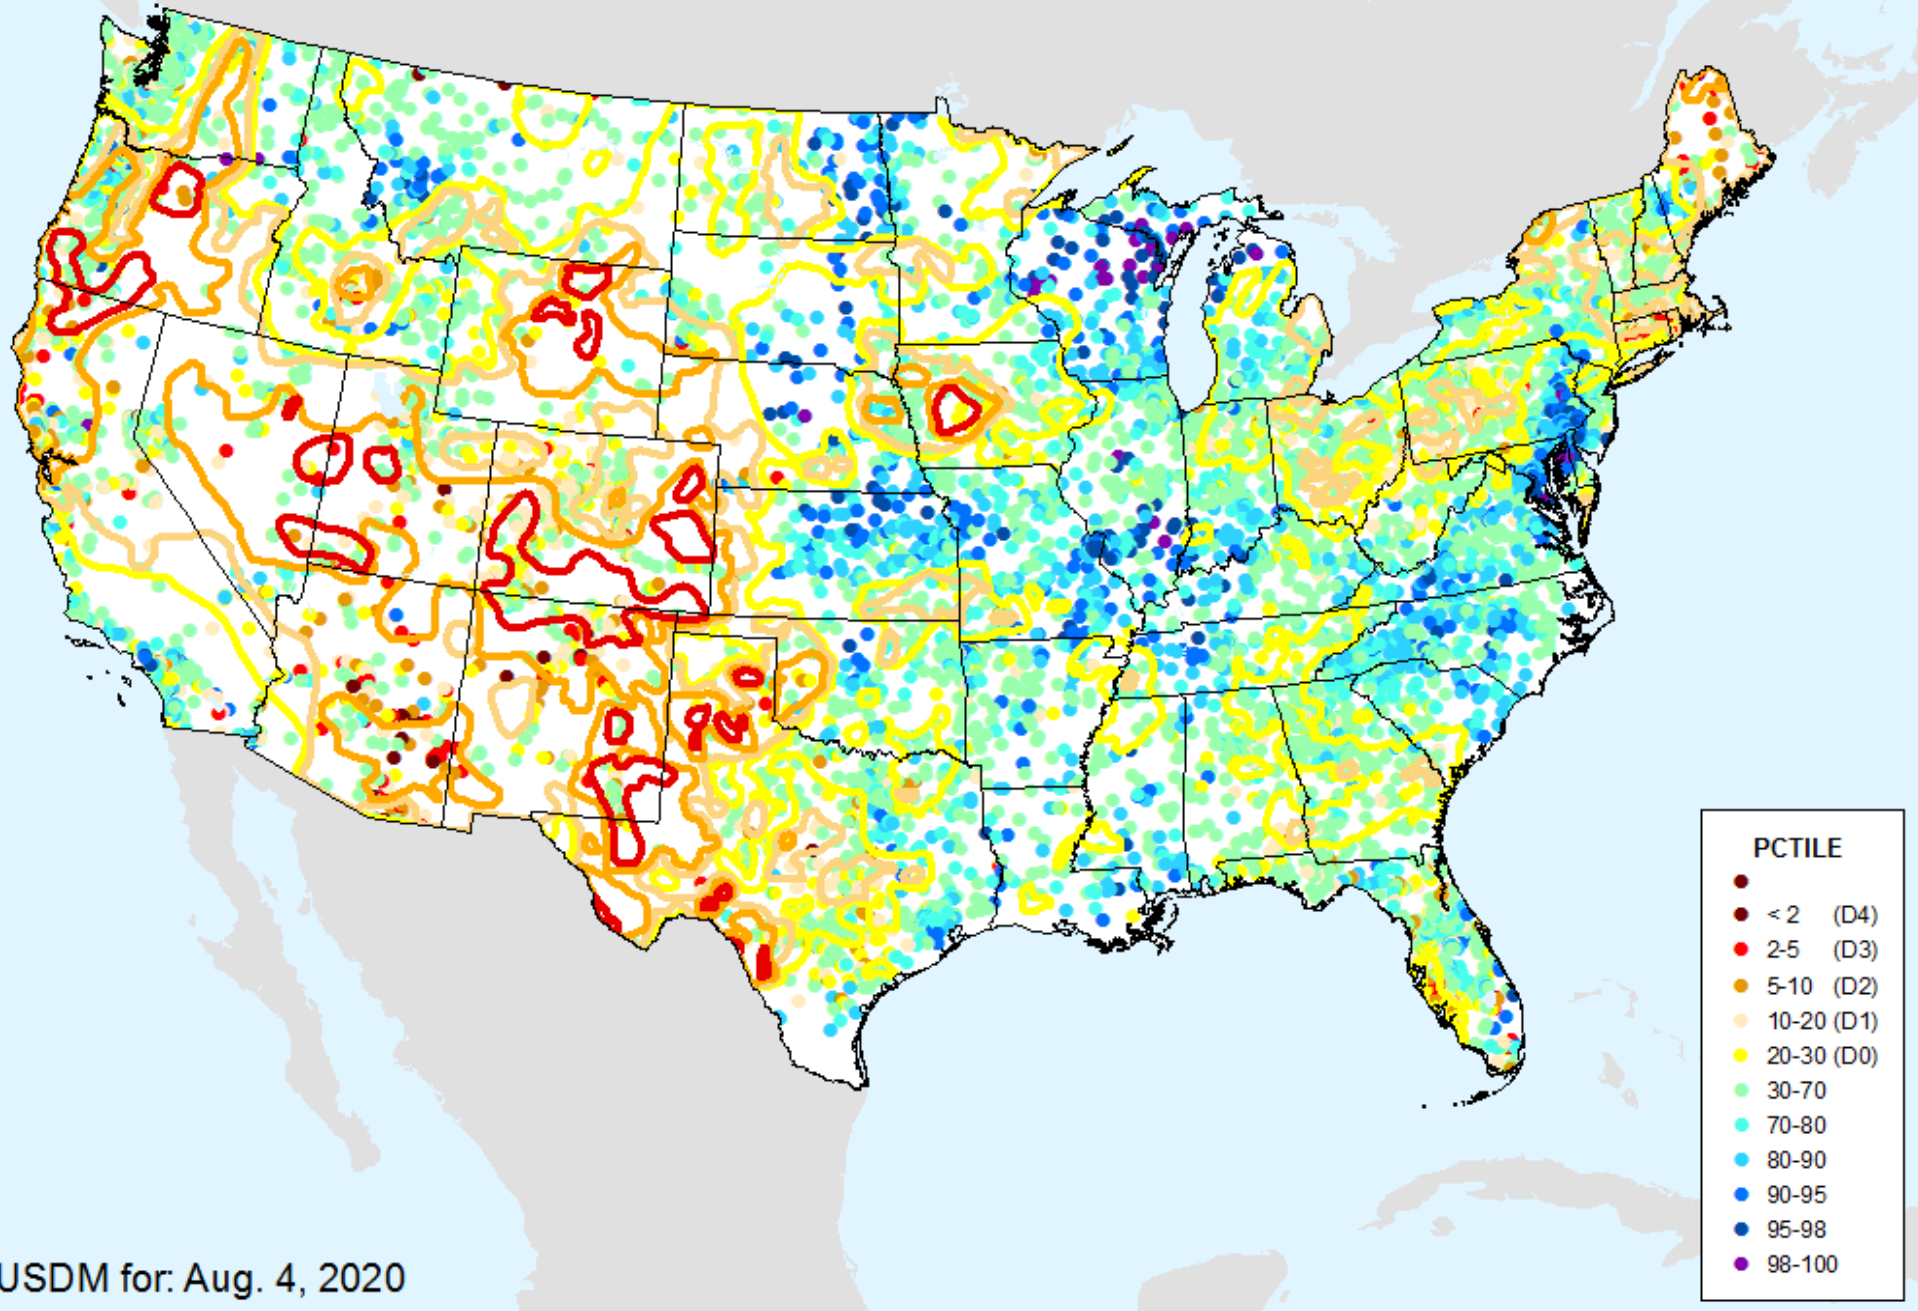 PCTILE
< 2 (D4)
2-5 (D3)
5-10 (D2)
10-20 (D1)
20-30 (D0)
30-70
70-80
80-90
90-95
95-98
98-100
USDM for: Aug. 4, 2020